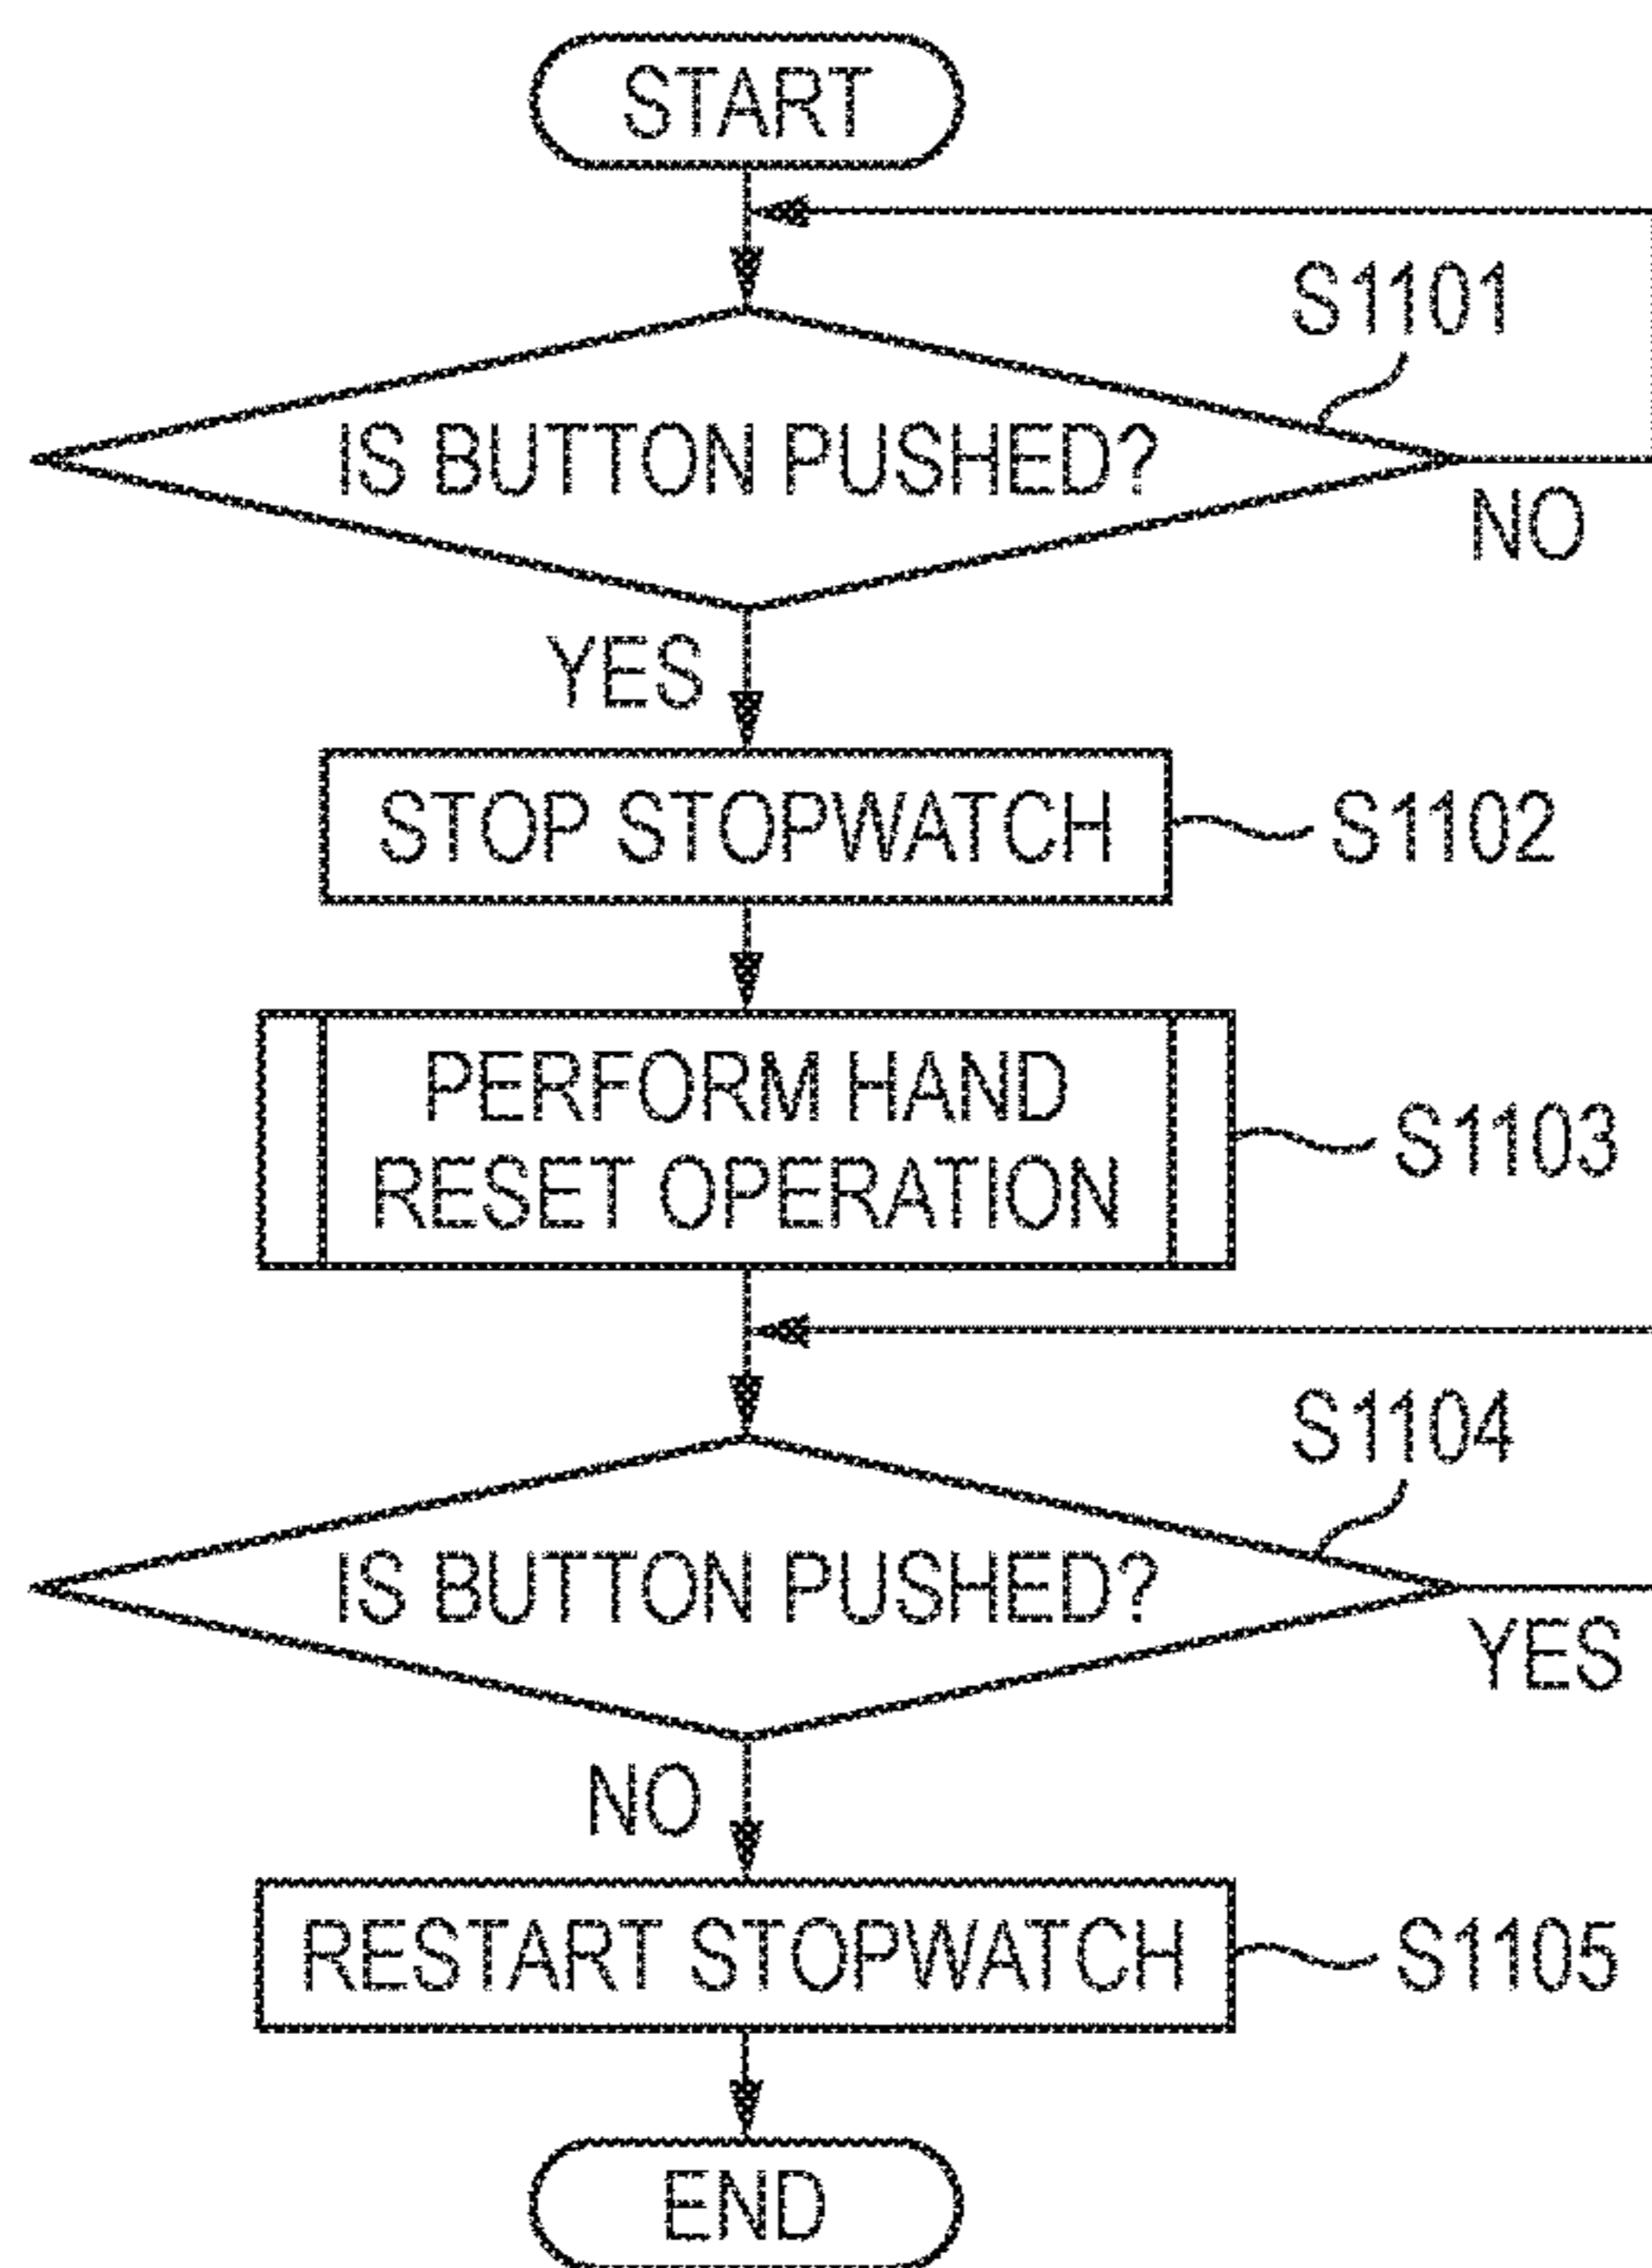 START
S1101
IS BUTTON PUSHED?
NO
YES
STOP STOPWATCH
S1102
PERFORM HAND
RESET OPERATION
S1103
S1104
IS BUTTON PUSHED?
YES
NO
RESTART STOPWATCH
S1105
END